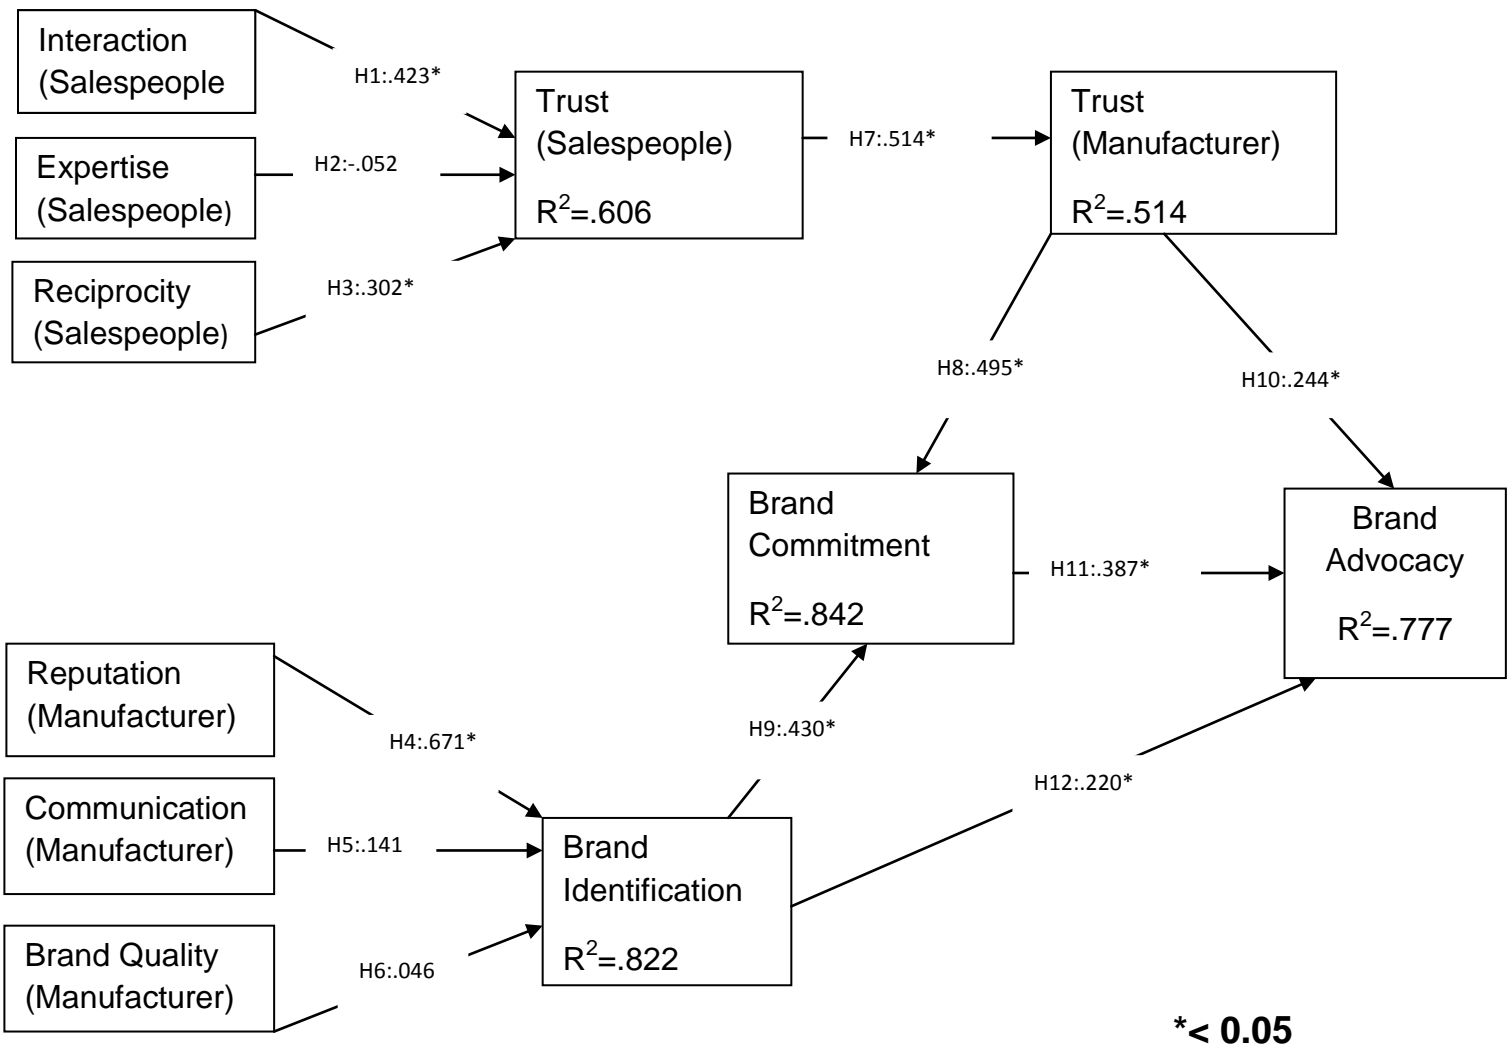 Interaction
(Salespeople
H1:.423*
Expertise
(Salespeople)
H2:-.052
Reciprocity
(Salespeople)
H3:.302*
Trust
(Salespeople)
R²=.606
H7:.514*
Trust
(Manufacturer)
R²=.514
H8:.495*
H10:.244*
Brand
Commitment
R²=.842
H11:.387*
Brand
Advocacy
R²=.777
Reputation
(Manufacturer)
H4:.671*
Communication
(Manufacturer)
H5:.141
Brand Quality
(Manufacturer)
H6:.046
Brand
Identification
R²=.822
H9:.430*
H12:.220*
*< 0.05